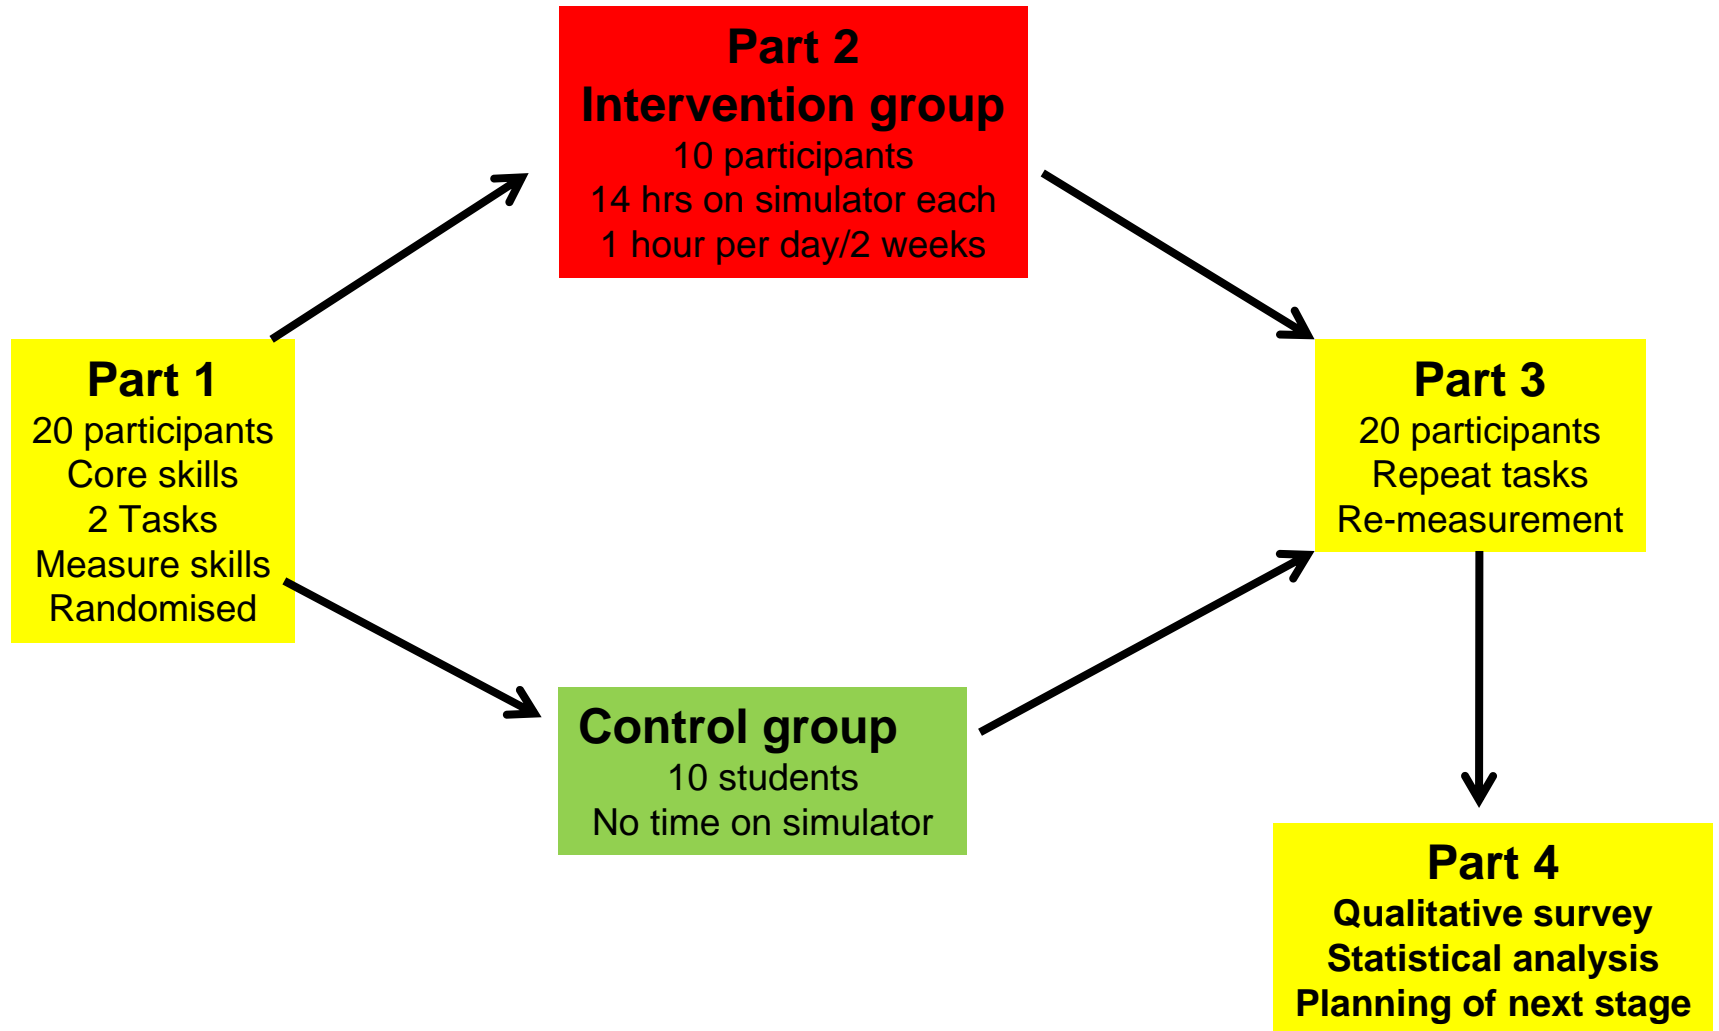 Part 2
Intervention group
10 participants
14 hrs on simulator each
1 hour per day/2 weeks
Part 1
20 participants
Core skills
2 Tasks
Measure skills
Randomised
Control group
10 students
No time on simulator
Part 3
20 participants
Repeat tasks
Re-measurement
Part 4
Qualitative survey
Statistical analysis
Planning of next stage